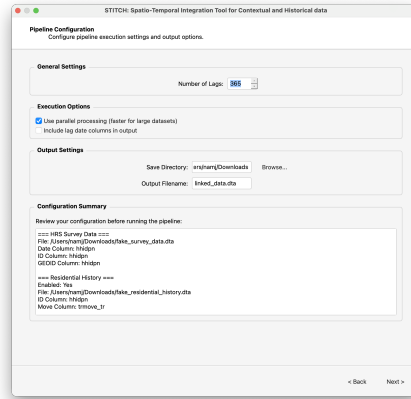 STITCH: Spatio-Temporal Integration Tool for Contextual and Historical data
Pipeline Configuration
Configure pipeline execution settings and output options.
General Settings
Number of Lags: 365
Execution Options
Use parallel processing (faster for large datasets)
Include lag date columns in output
Output Settings
Save Directory: ers/namj/Downloads Browse...
Output Filename: linked_data.dta
Configuration Summary
Review your configuration before running the pipeline:
=== HRS Survey Data ===
File: /Users/namj/Downloads/fake_survey_data.dta
Date Column: hhidpn
ID Column: hhidpn
GEOID Column: hhidpn
=== Residential History ===
Enabled: Yes
File: /Users/namj/Downloads/fake_residential_history.dta
ID Column: hhidpn
Move Column: trmove_tr
< Back Next >